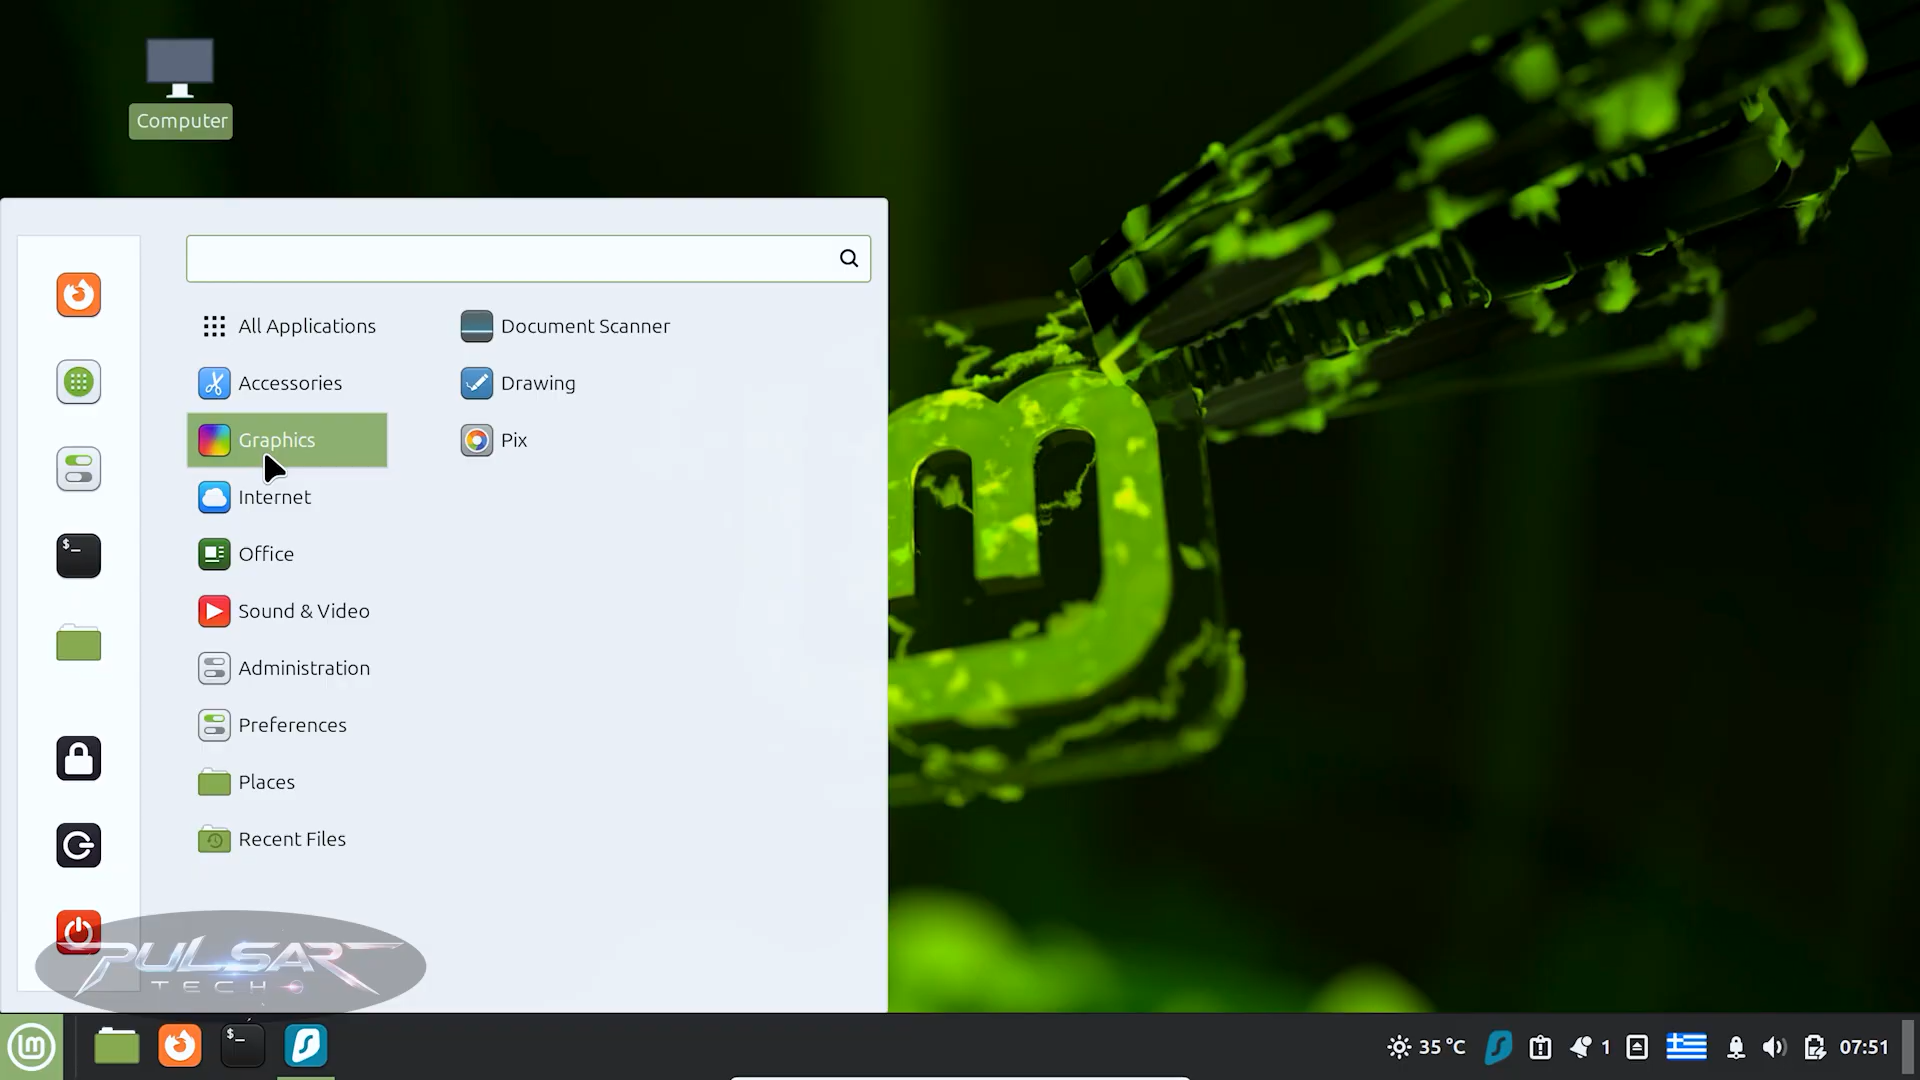 Computer
All Applications
Accessories
Graphics
Internet
Office
Sound & Video
Administration
Preferences
Places
Recent Files
Document Scanner
Drawing
Pix
$_
PULSAR
TECH
$_
35 °C
1
07:51